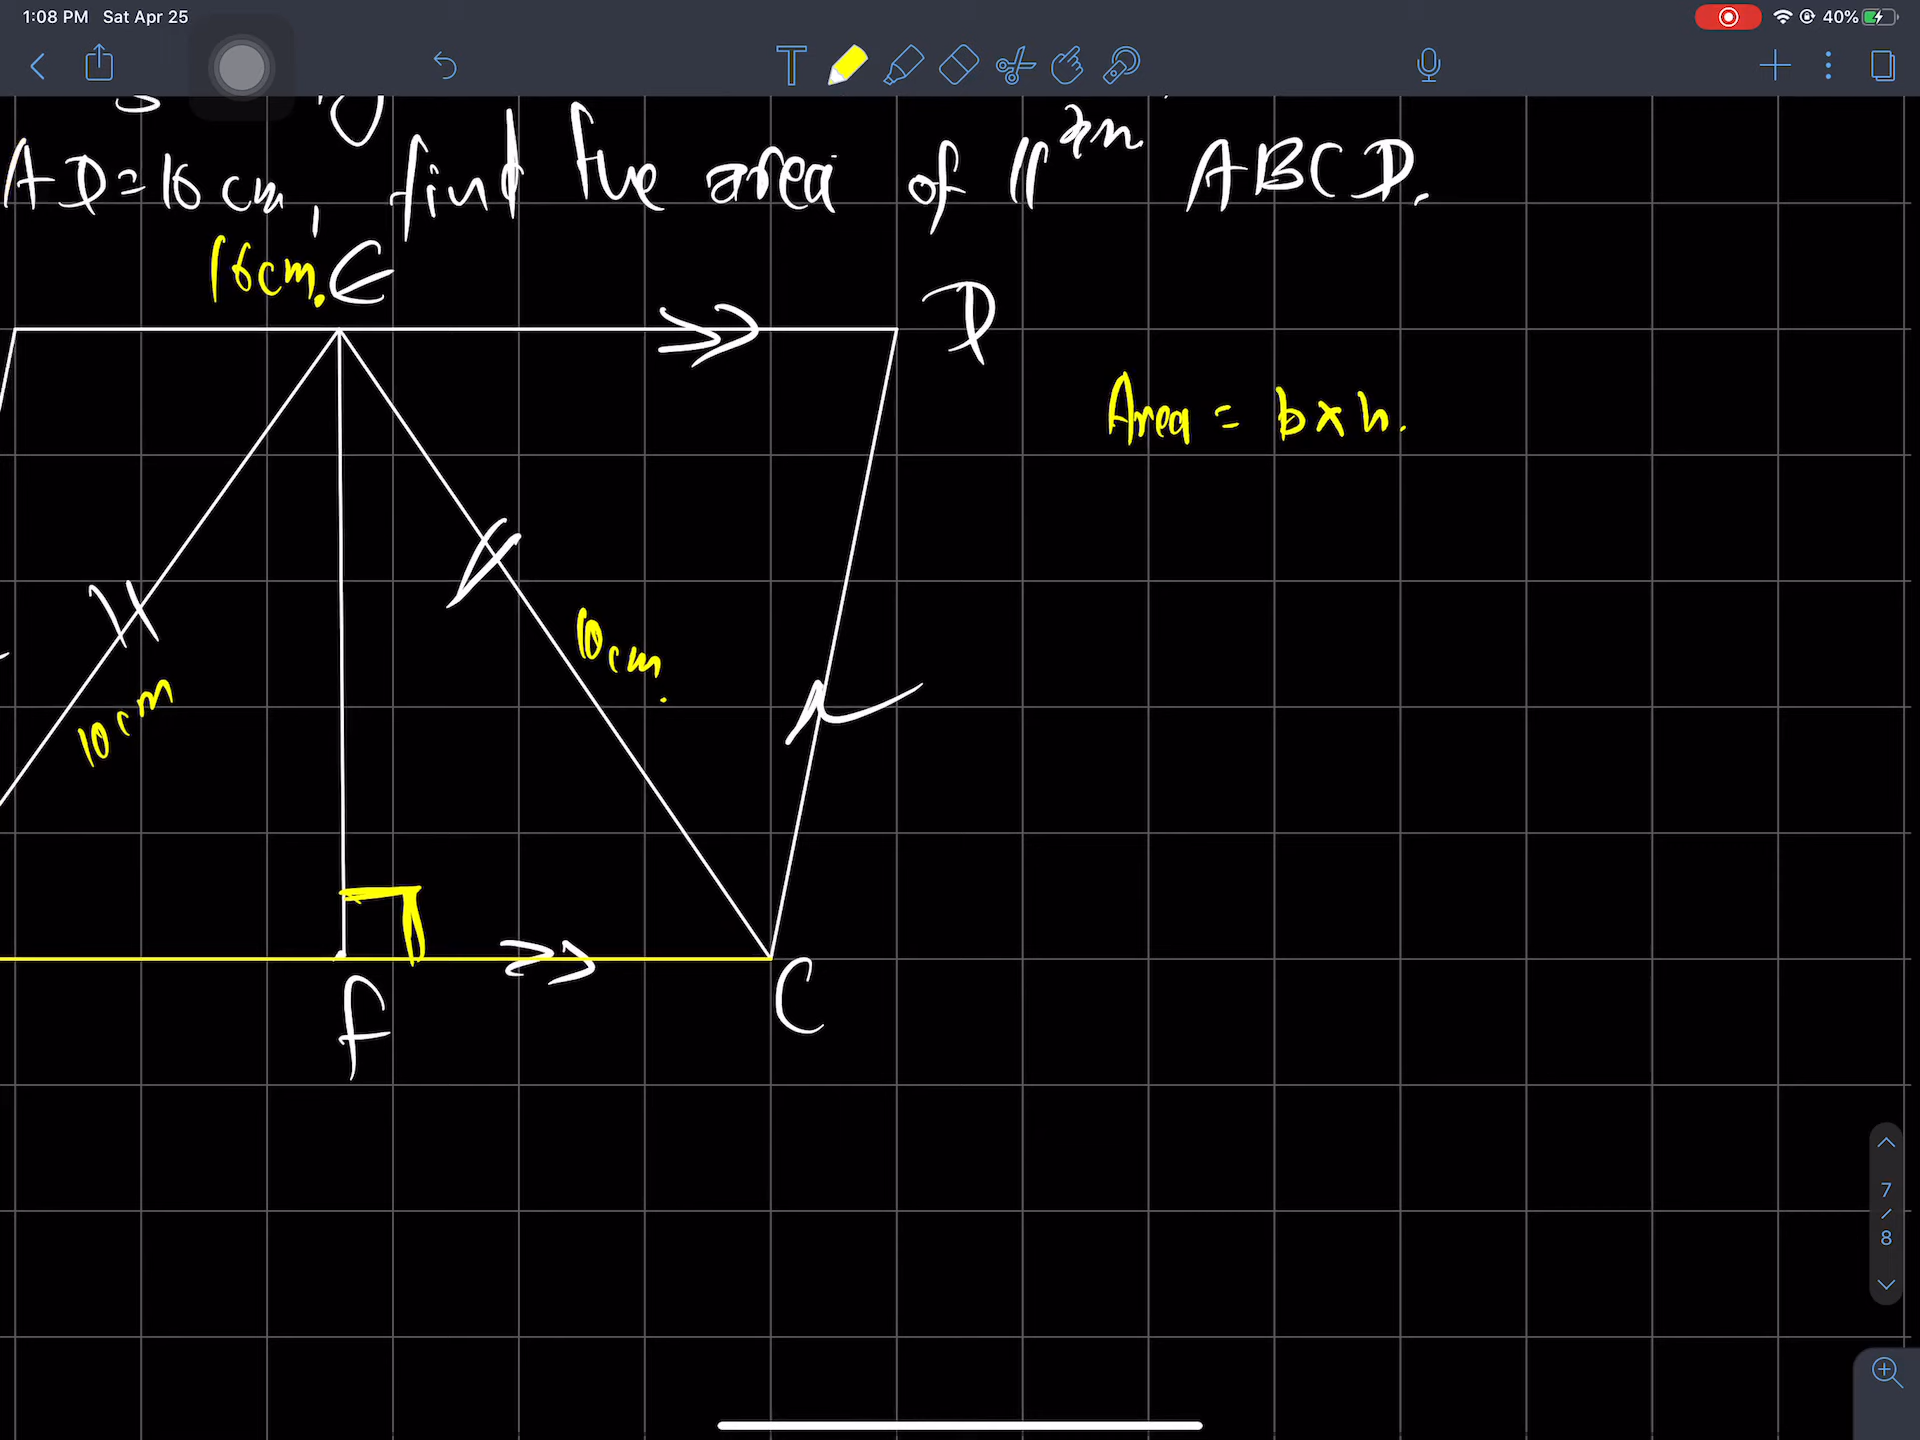 1:08 PM Sat Apr 25
40%
AD=16 cm, find the area of ||gm ABCD.
16cm. E
D
Area = b x h.
10cm.
10cm
F
C
7
/
8